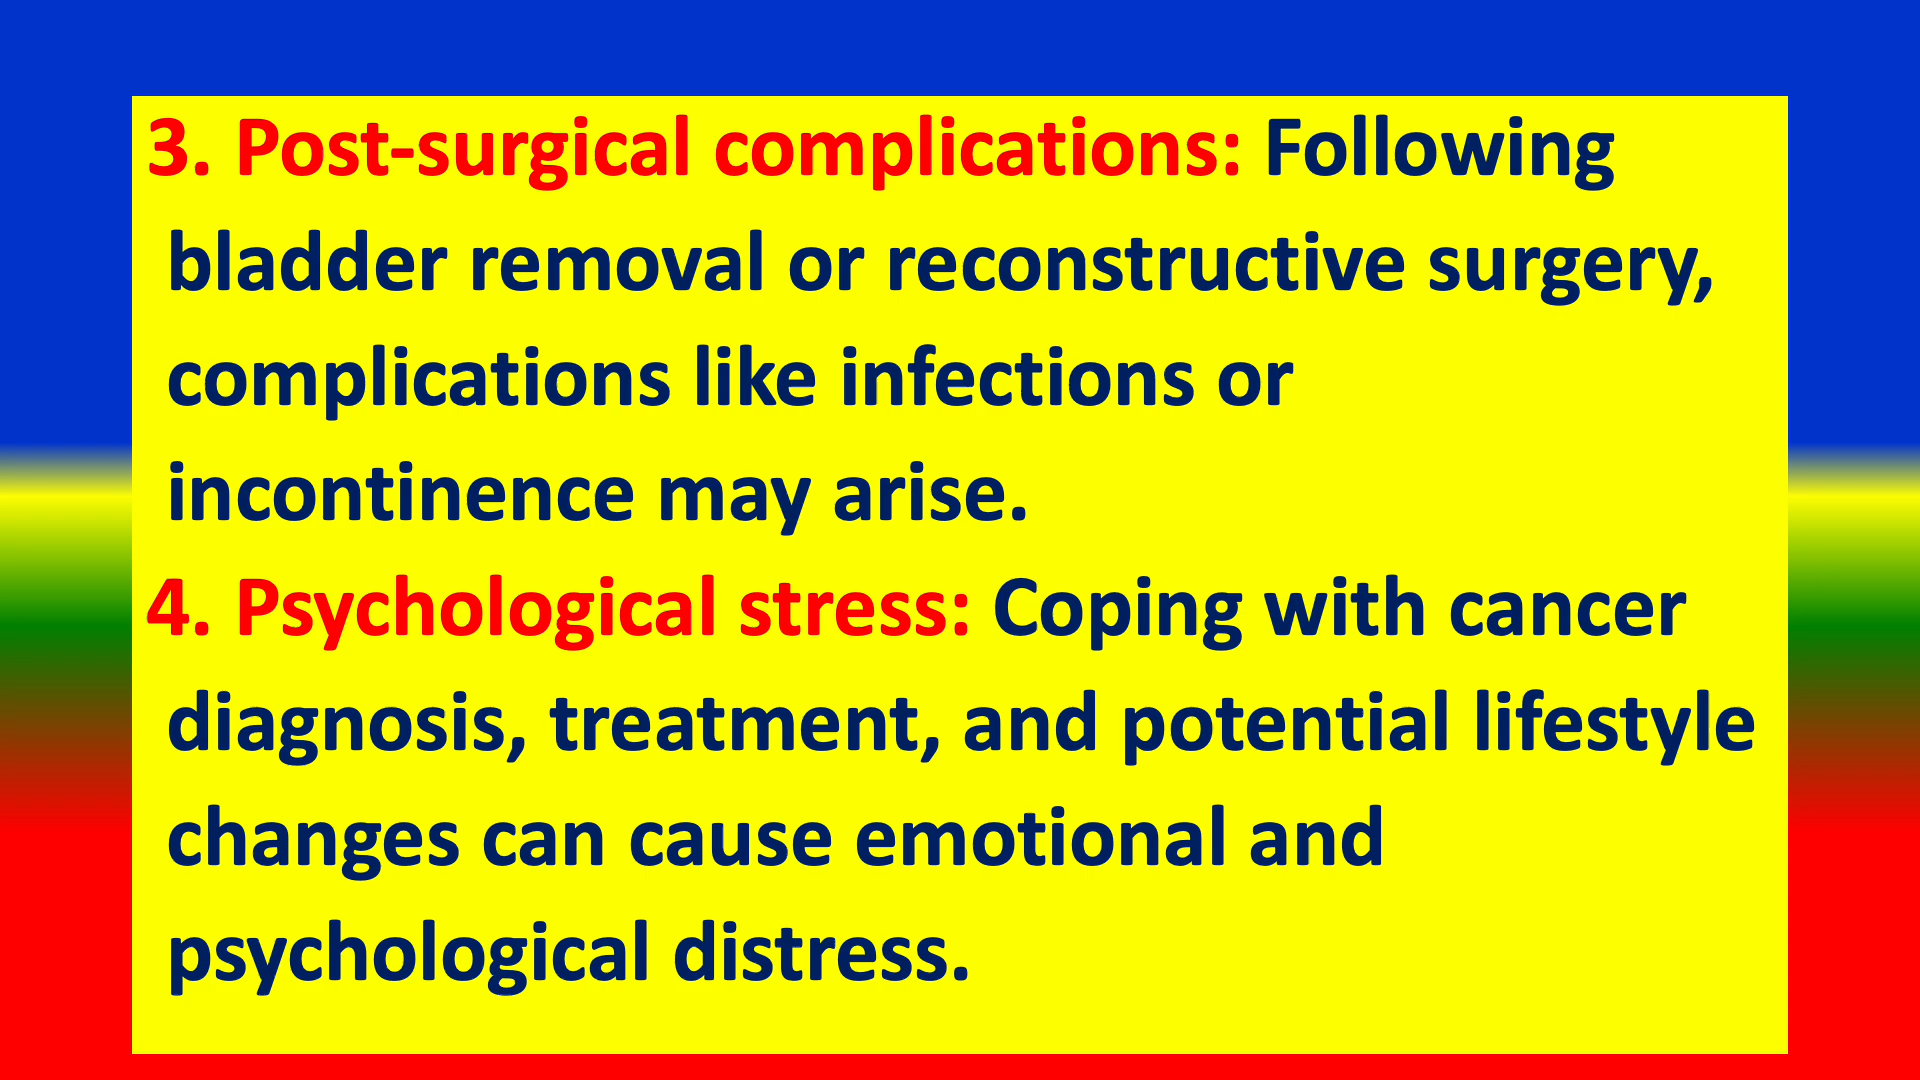 3. Post-surgical complications: Following
bladder removal or reconstructive surgery,
complications like infections or
incontinence may arise.
4. Psychological stress: Coping with cancer
diagnosis, treatment, and potential lifestyle
changes can cause emotional and
psychological distress.